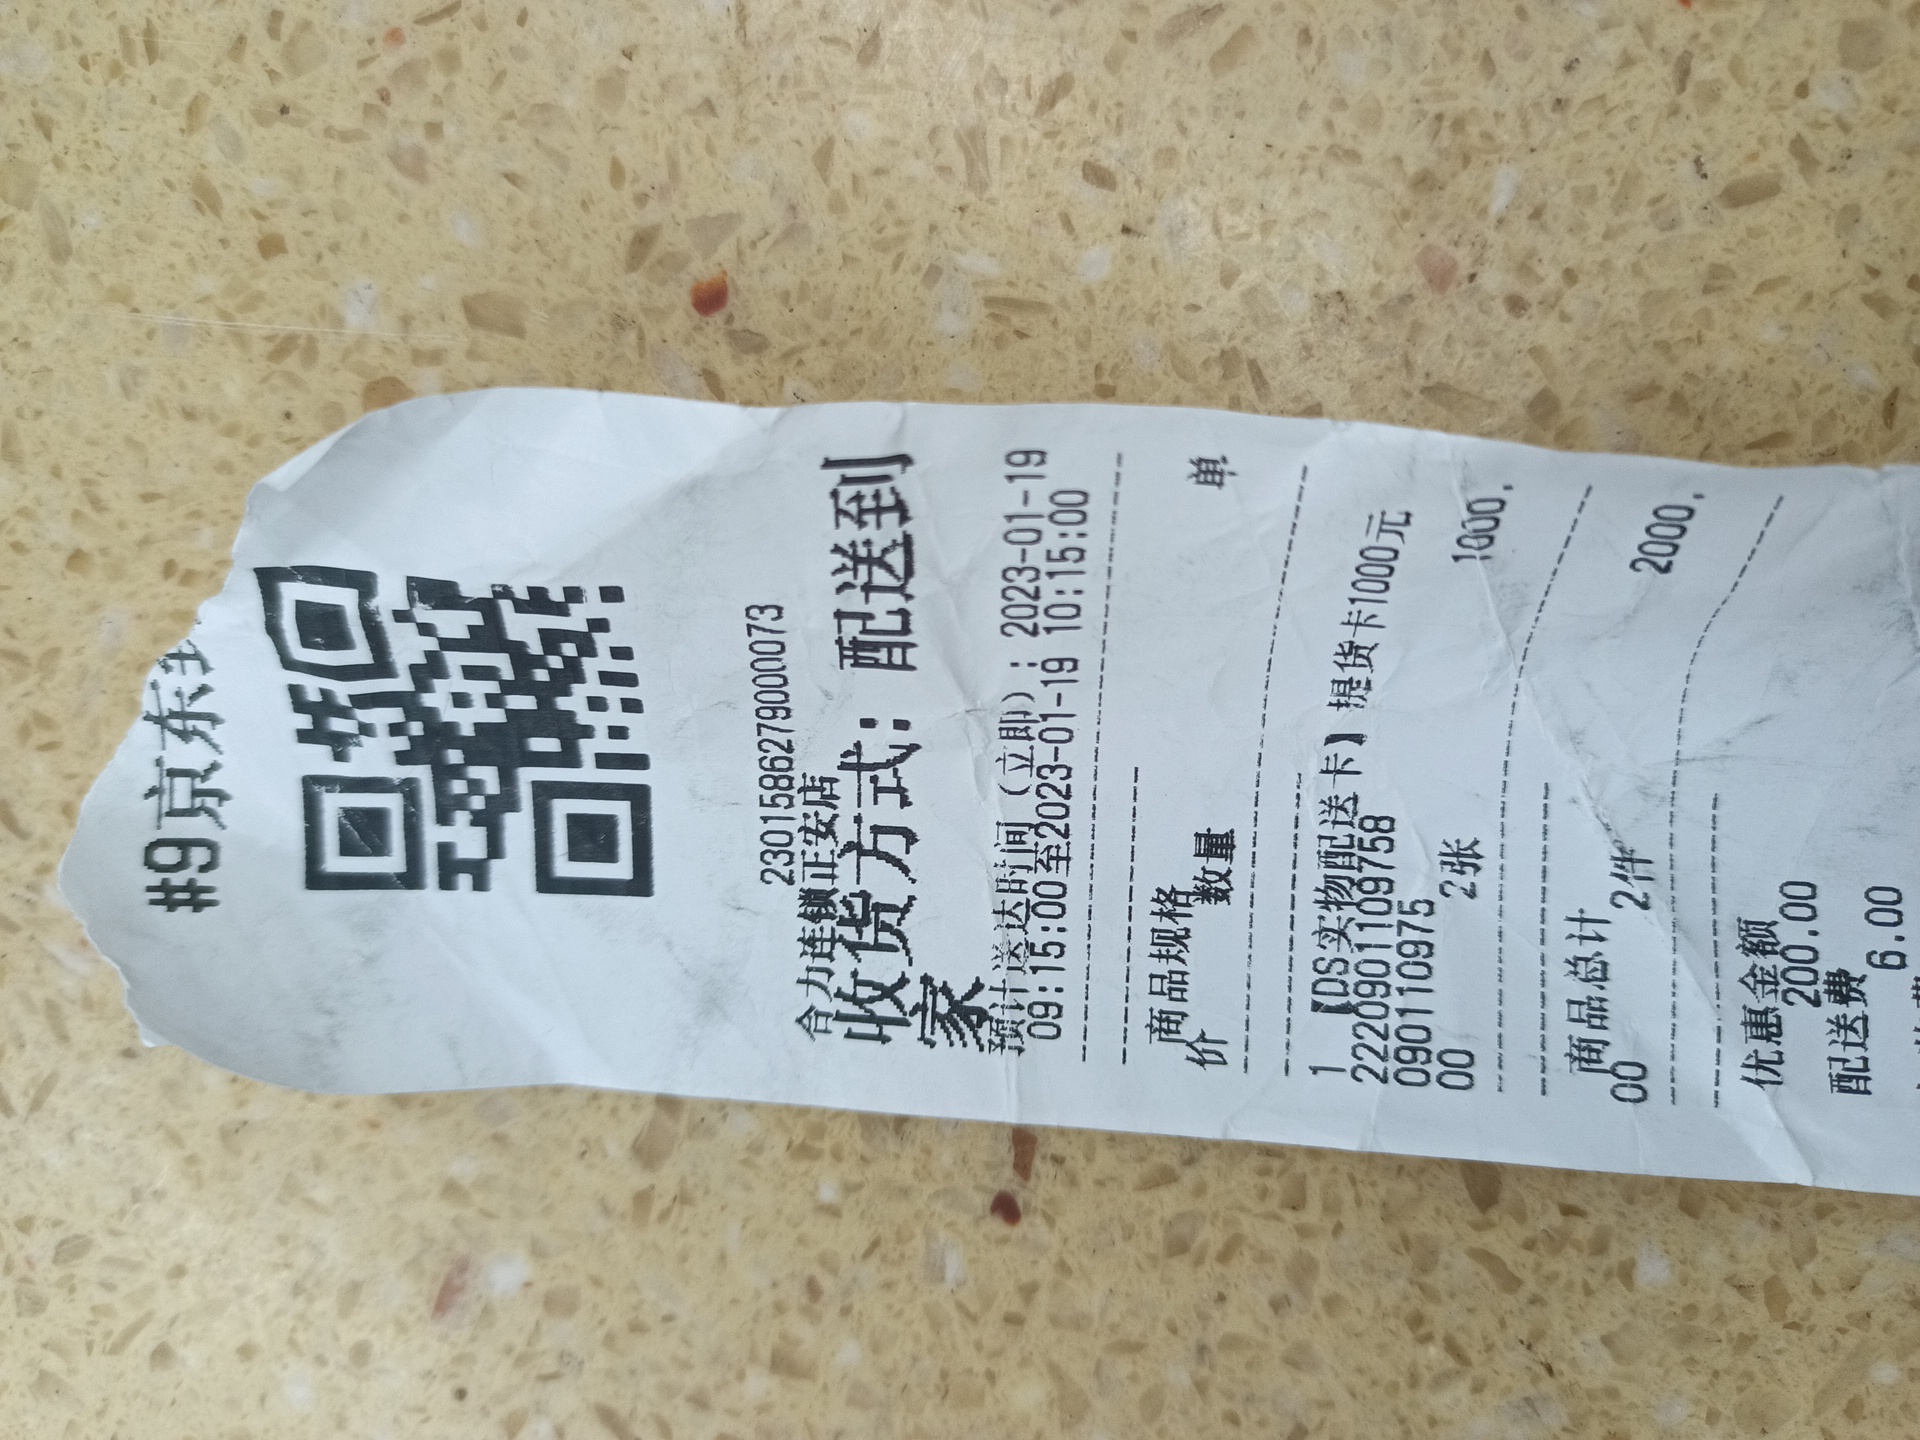 #9京东到
2301586279000073
合力连锁正安店
收货方式：配送到
家
预计送达时间（立即）：2023-01-19
09:15:00至2023-01-19 10:15:00
商品规格 单
价 数量
1 【DS实物配送卡】提货卡1000元
2220901109758
0901110975
00 2张 1000.
商品总计
00 2件 2000.
优惠金额
200.00
配送费
6.00